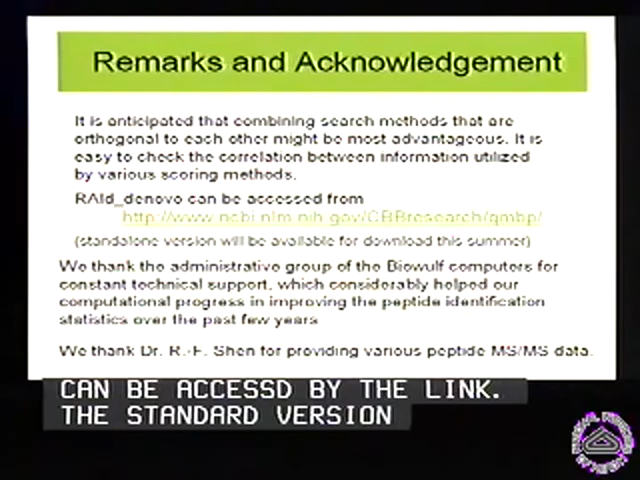 Remarks and Acknowledgement
It is anticipated that combining search methods that are
orthogonal to each other might be most advantageous. It is
easy to check the correlation between information utilized
by various scoring methods.
RAId_denovo can be accessed from
http://www.ncbi.nlm.nih.gov/CBBresearch/qmbp/
(standalone version will be available for download this summer)
We thank the administrative group of the Biowulf computers for
constant technical support, which considerably helped our
computational progress in improving the peptide identification
statistics over the past few years
We thank Dr. R.-F. Shen for providing various peptide MS/MS data.
CAN BE ACCESSD BY THE LINK.
THE STANDARD VERSION